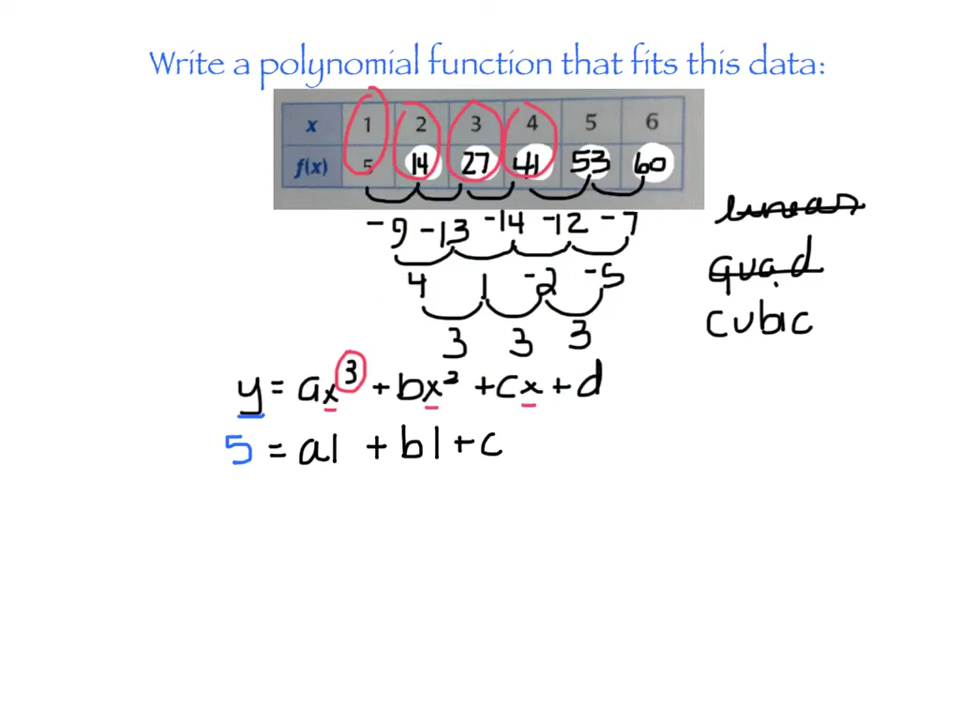 Write a polynomial function that fits this data:
x 1 2 3 4 5 6
f(x) 5 14 27 41 53 60
-9 -13 -14 -12 -7
linear
4 1 -2 -5
quad
3 3 3
cubic
y = ax³ + bx² + cx + d
5 = a1 + b1 + c